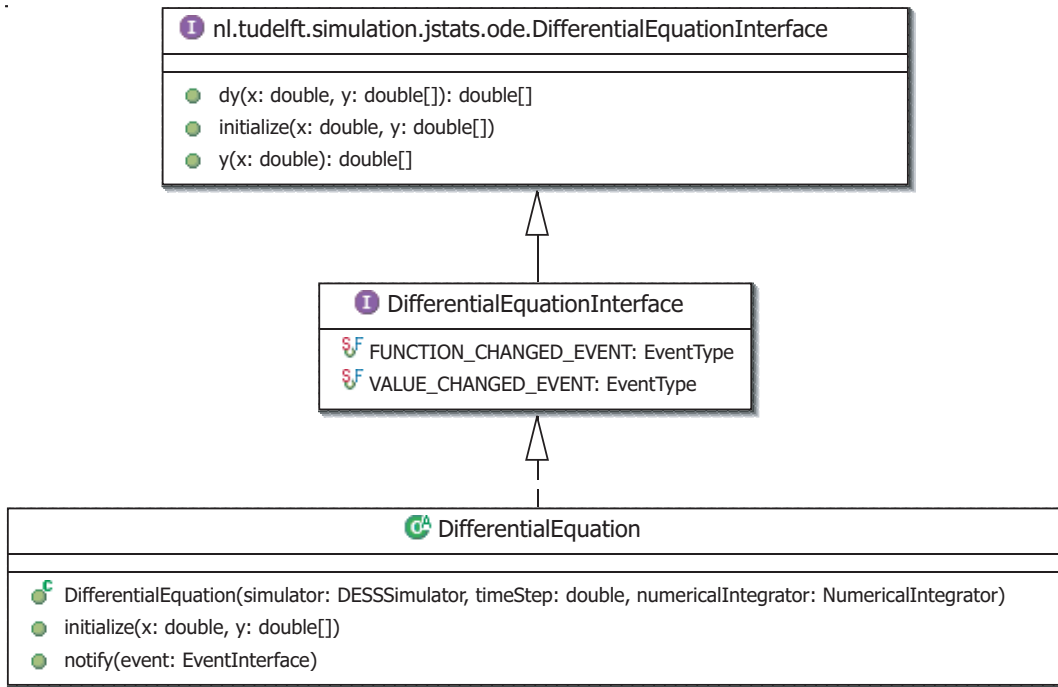 I nl.tudelft.simulation.jstats.ode.DifferentialEquationInterface
dy(x: double, y: double[]): double[]
initialize(x: double, y: double[])
y(x: double): double[]
I DifferentialEquationInterface
S F FUNCTION_CHANGED_EVENT: EventType
S F VALUE_CHANGED_EVENT: EventType
C A DifferentialEquation
C DifferentialEquation(simulator: DESSSimulator, timeStep: double, numericalIntegrator: NumericalIntegrator)
initialize(x: double, y: double[])
notify(event: EventInterface)